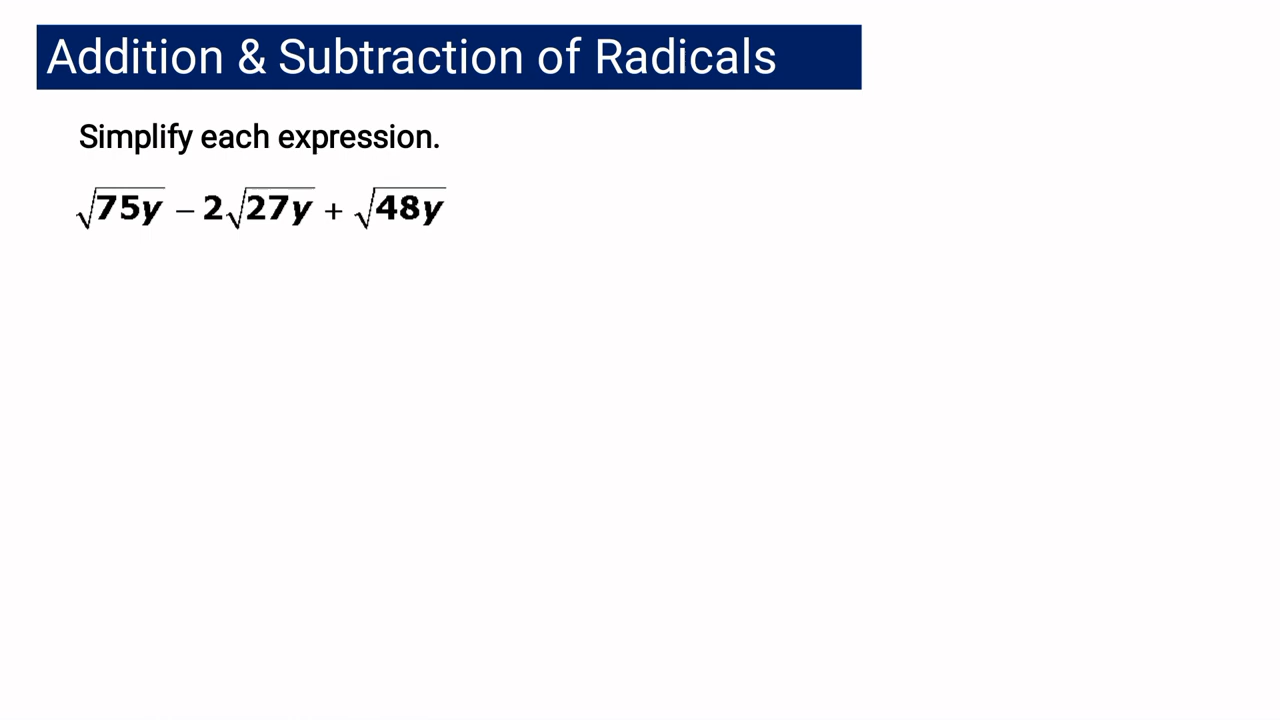 Addition & Subtraction of Radicals
Simplify each expression.
√75y − 2√27y + √48y